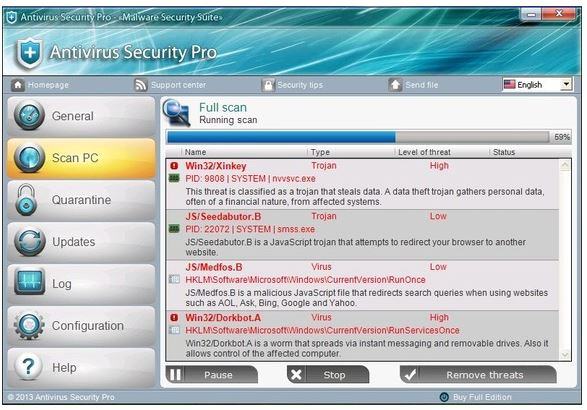 Antivirus Security Pro - «Malware Security Suite»
Antivirus Security Pro
Homepage
Support center
Security tips
Send file
English
General
Scan PC
Quarantine
Updates
Log
Configuration
Help
Full scan
Running scan
59%
Name Type Level of threat Status
Win32/Xinkey Trojan High
PID: 9808 | SYSTEM | nvvsvc.exe
This threat is classified as a trojan that steals data. A data theft trojan gathers personal data,
often of a financial nature, from affected systems.
JS/Seedabutor.B Trojan Low
PID: 22072 | SYSTEM | smss.exe
JS/Seedabutor.B is a JavaScript trojan that attempts to redirect your browser to another
website.
JS/Medfos.B Virus Low
HKLM\Software\Microsoft\Windows\CurrentVersion\RunOnce
JS/Medfos.B is a malicious JavaScript file that redirects search queries when using websites
such as AOL, Ask, Bing, Google and Yahoo.
Win32/Dorkbot.A Virus High
HKLM\Software\Microsoft\Windows\CurrentVersion\RunServicesOnce
Win32/Dorkbot.A is a worm that spreads via instant messaging and removable drives. Also it
allows control of the affected computer.
Pause
Stop
Remove threats
© 2013 Antivirus Security Pro
Buy Full Edition